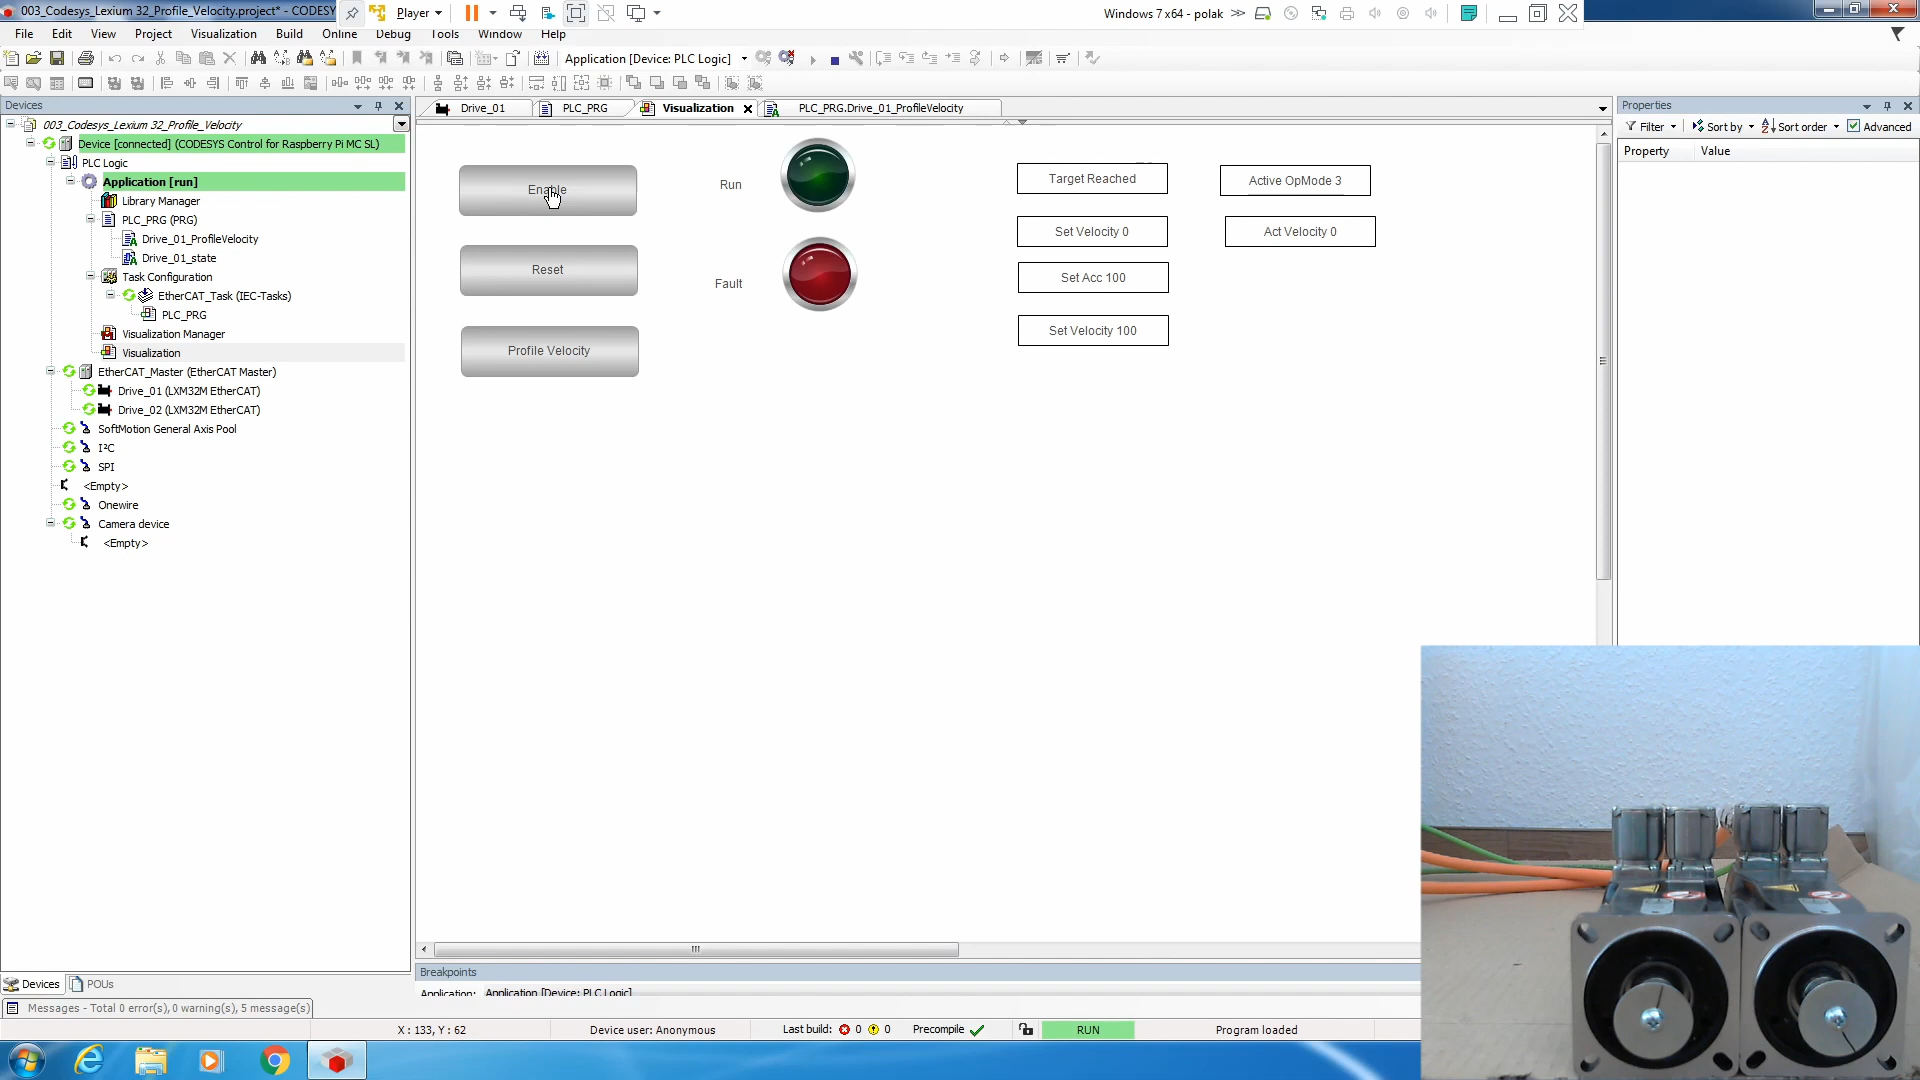 003_Codesys_Lexium 32_Profile_Velocity.project* - CODESY
Player
Windows 7 x64 - polak
File Edit View Project Visualization Build Online Debug Tools Window Help
Application [Device: PLC Logic]
Devices
003_Codesys_Lexium 32_Profile_Velocity
Device [connected] (CODESYS Control for Raspberry Pi MC SL)
PLC Logic
Application [run]
Library Manager
PLC_PRG (PRG)
Drive_01_ProfileVelocity
Drive_01_state
Task Configuration
EtherCAT_Task (IEC-Tasks)
PLC_PRG
Visualization Manager
Visualization
EtherCAT_Master (EtherCAT Master)
Drive_01 (LXM32M EtherCAT)
Drive_02 (LXM32M EtherCAT)
SoftMotion General Axis Pool
I²C
SPI
<Empty>
Onewire
Camera device
<Empty>
Devices POUs
Messages - Total 0 error(s), 0 warning(s), 5 message(s)
Drive_01 PLC_PRG Visualization PLC_PRG.Drive_01_ProfileVelocity
Enable
Reset
Profile Velocity
Run
Fault
Target Reached
Set Velocity 0
Set Acc 100
Set Velocity 100
Active OpMode 3
Act Velocity 0
Properties
Filter Sort by Sort order Advanced
Property Value
Breakpoints
Application: Application [Device: PLC Logic]
X : 133, Y : 62 Device user: Anonymous Last build: 0 0 Precompile RUN Program loaded